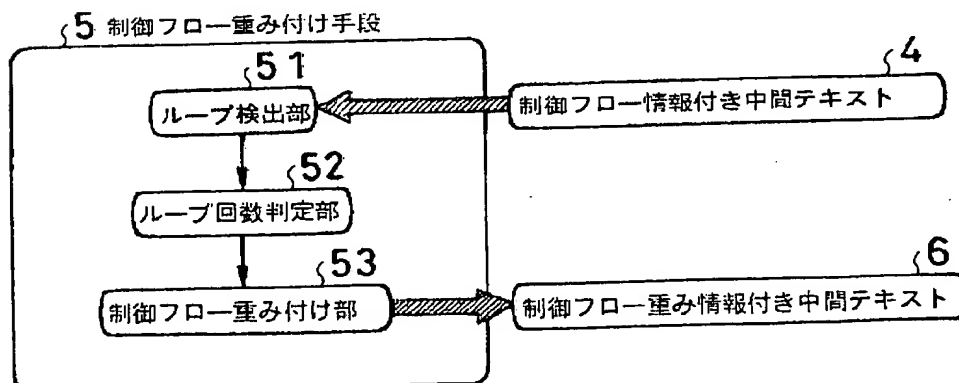 5 制御フロー重み付け手段
51
ループ検出部
4
制御フロー情報付き中間テキスト
52
ループ回数判定部
53
制御フロー重み付け部
6
制御フロー重み情報付き中間テキスト